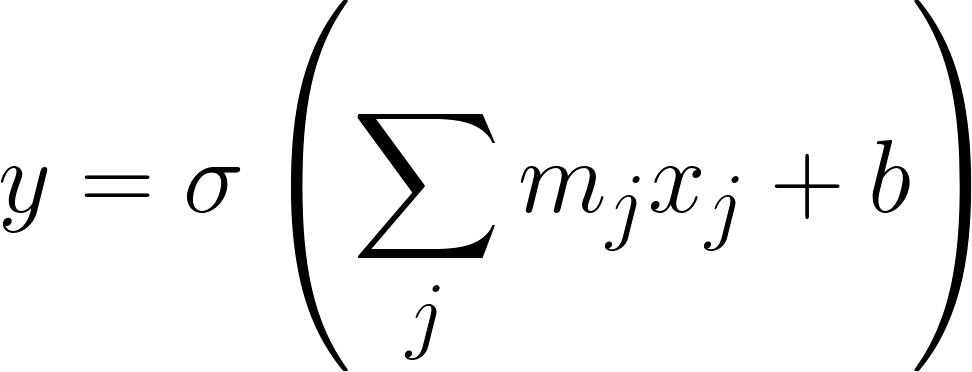 y = σ (∑_j m_j x_j + b)